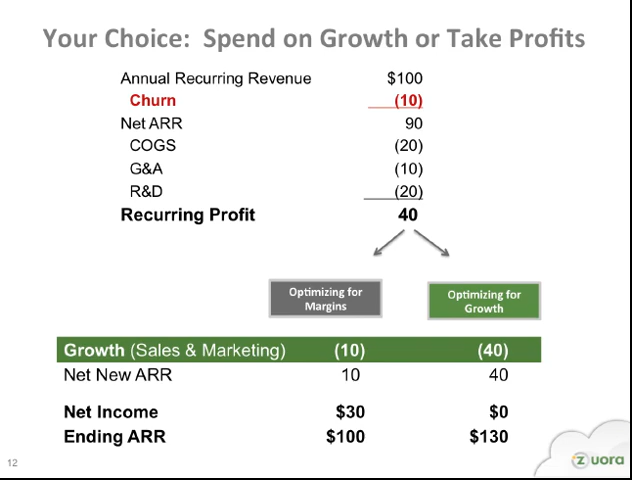 Your Choice: Spend on Growth or Take Profits
Annual Recurring Revenue $100
Churn (10)
Net ARR 90
COGS (20)
G&A (10)
R&D (20)
Recurring Profit 40
Optimizing for Margins
Optimizing for Growth
Growth (Sales & Marketing) (10) (40)
Net New ARR 10 40
Net Income $30 $0
Ending ARR $100 $130
12
zuora